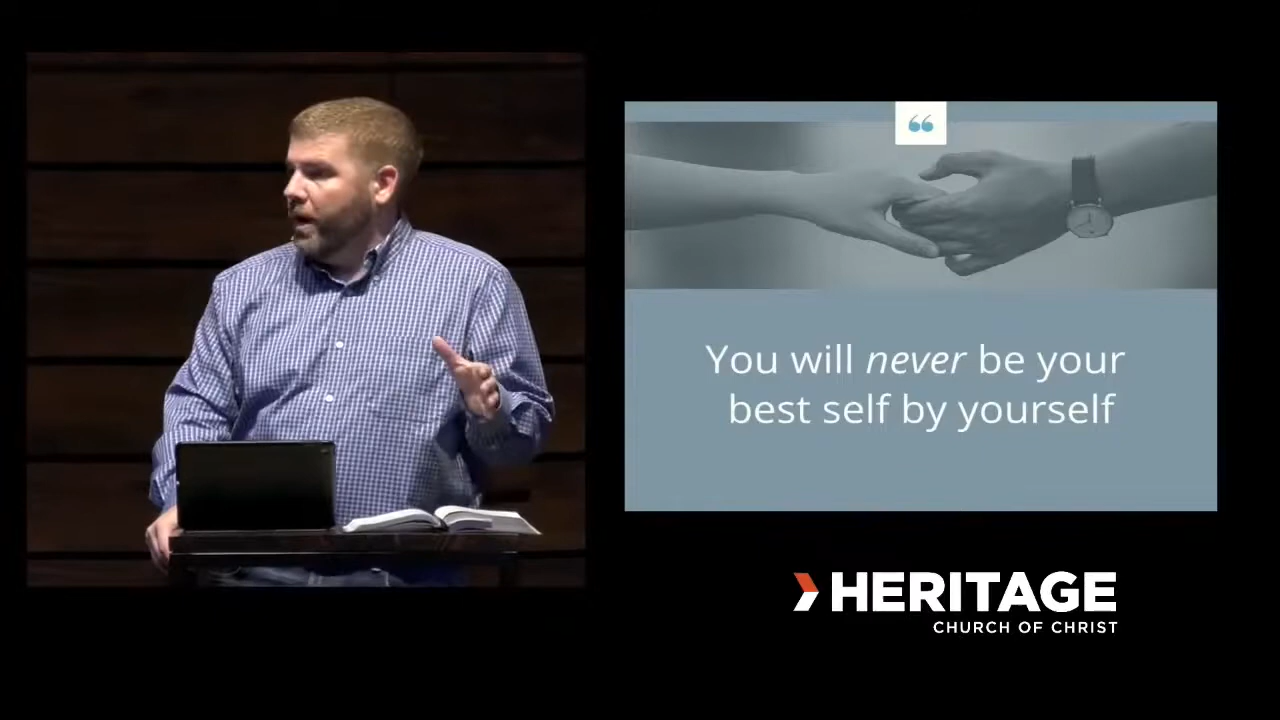 “
You will never be your
best self by yourself
HERITAGE
CHURCH OF CHRIST